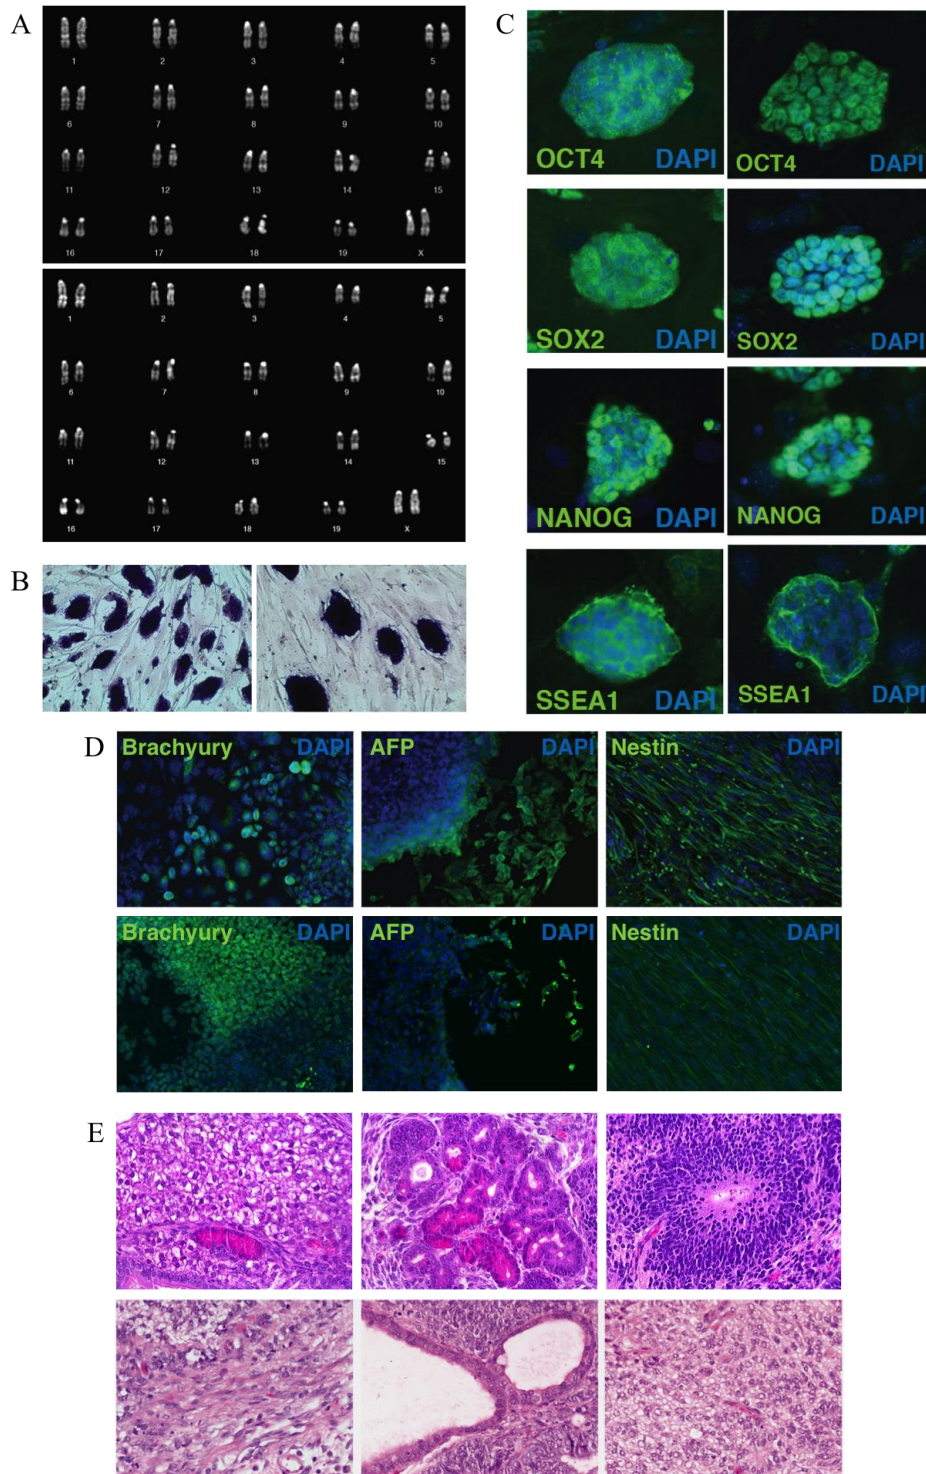 A
1 2 3 4 5
6 7 8 9 10
11 12 13 14 15
16 17 18 19 X
1 2 3 4 5
6 7 8 9 10
11 12 13 14 15
16 17 18 19 X
B
C
OCT4 DAPI OCT4 DAPI
SOX2 DAPI SOX2 DAPI
NANOG DAPI NANOG DAPI
SSEA1 DAPI SSEA1 DAPI
D
Brachyury DAPI AFP DAPI Nestin DAPI
Brachyury DAPI AFP DAPI Nestin DAPI
E